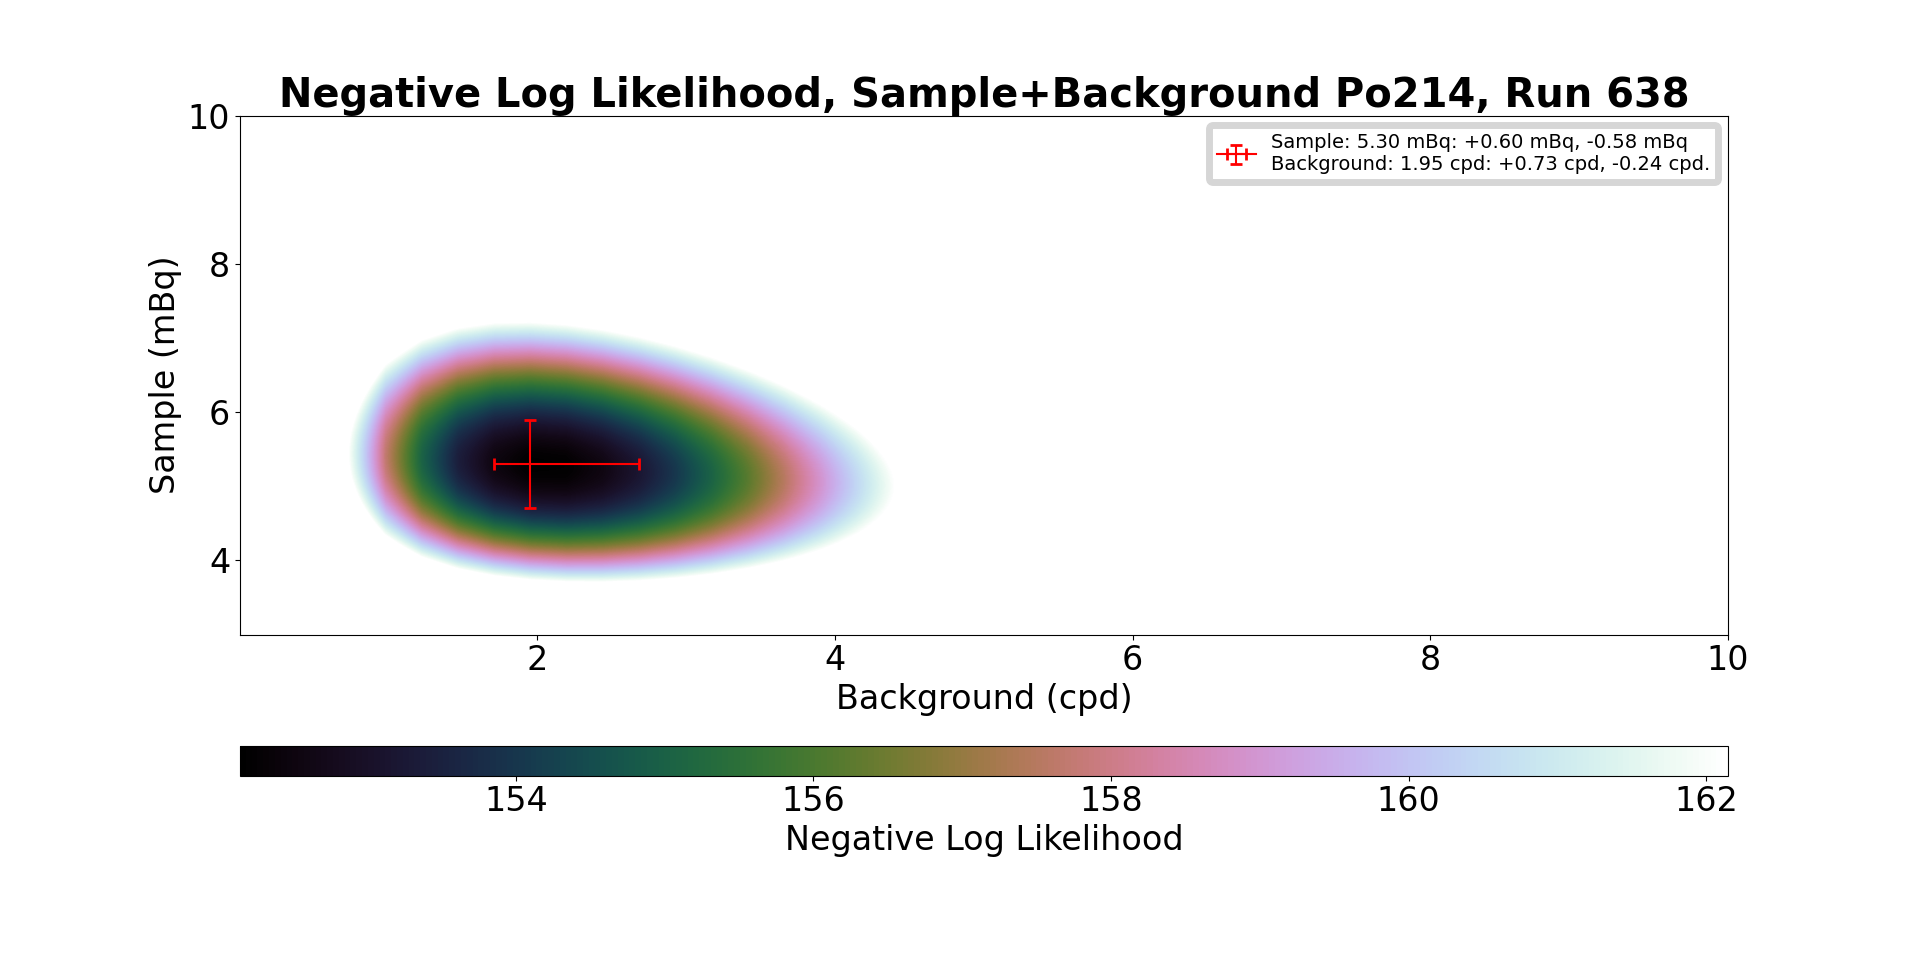 Negative Log Likelihood, Sample+Background Po214, Run 638
Sample: 5.30 mBq: +0.60 mBq, -0.58 mBq
Background: 1.95 cpd: +0.73 cpd, -0.24 cpd.
10
8
6
4
Sample (mBq)
2 4 6 8 10
Background (cpd)
154 156 158 160 162
Negative Log Likelihood